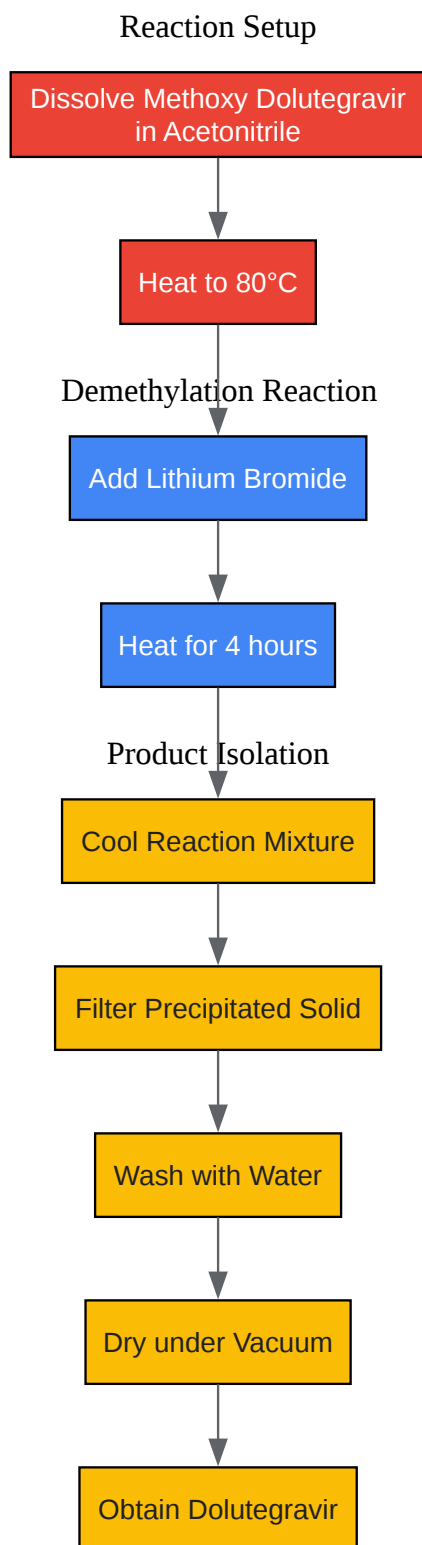 Reaction Setup
Dissolve Methoxy Dolutegravir
in Acetonitrile
Heat to 80°C
Demethylation Reaction
Add Lithium Bromide
Heat for 4 hours
Product Isolation
Cool Reaction Mixture
Filter Precipitated Solid
Wash with Water
Dry under Vacuum
Obtain Dolutegravir